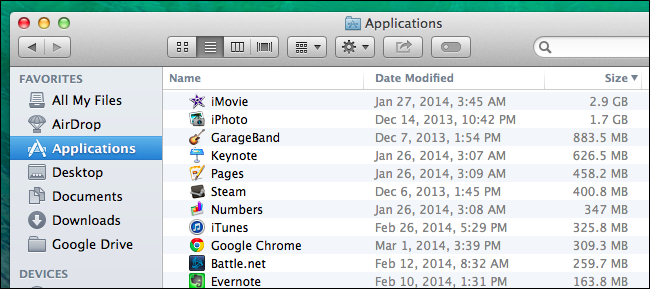 Applications
FAVORITES
All My Files
AirDrop
Applications
Desktop
Documents
Downloads
Google Drive
DEVICES
Name Date Modified Size
iMovie Jan 27, 2014, 3:45 AM 2.9 GB
iPhoto Dec 14, 2013, 10:42 PM 1.7 GB
GarageBand Dec 7, 2013, 1:54 PM 883.5 MB
Keynote Jan 26, 2014, 3:07 AM 626.5 MB
Pages Jan 26, 2014, 3:09 AM 458.2 MB
Steam Dec 6, 2013, 1:45 PM 400.8 MB
Numbers Jan 26, 2014, 3:08 AM 347 MB
iTunes Feb 26, 2014, 5:29 PM 325.8 MB
Google Chrome Mar 1, 2014, 3:39 PM 309.3 MB
Battle.net Feb 12, 2014, 8:32 AM 259.7 MB
Evernote Feb 10, 2014, 1:31 PM 163.8 MB